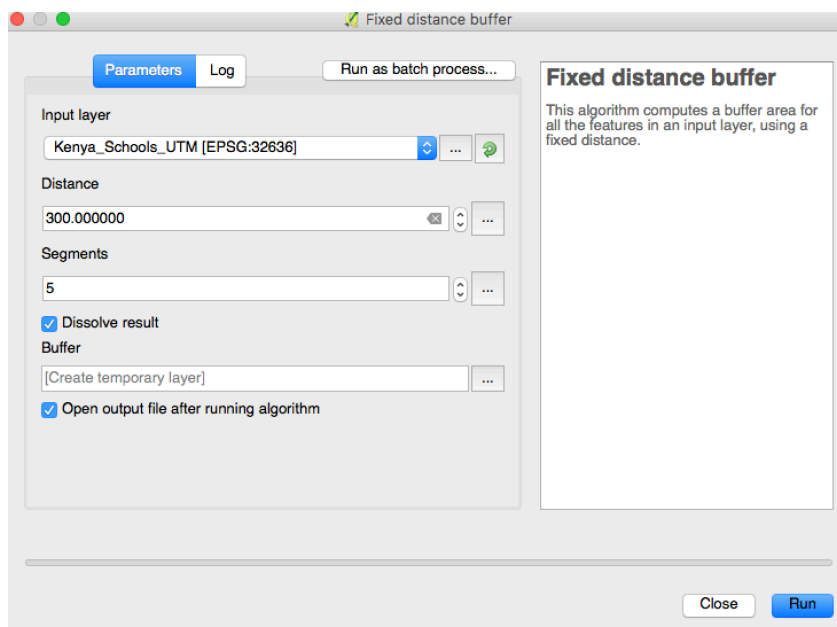 Fixed distance buffer
Parameters
Log
Run as batch process...
Input layer
Kenya_Schools_UTM [EPSG:32636]
...
Distance
300.000000
...
Segments
5
...
Dissolve result
Buffer
[Create temporary layer]
...
Open output file after running algorithm
Fixed distance buffer
This algorithm computes a buffer area for
all the features in an input layer, using a
fixed distance.
Close
Run